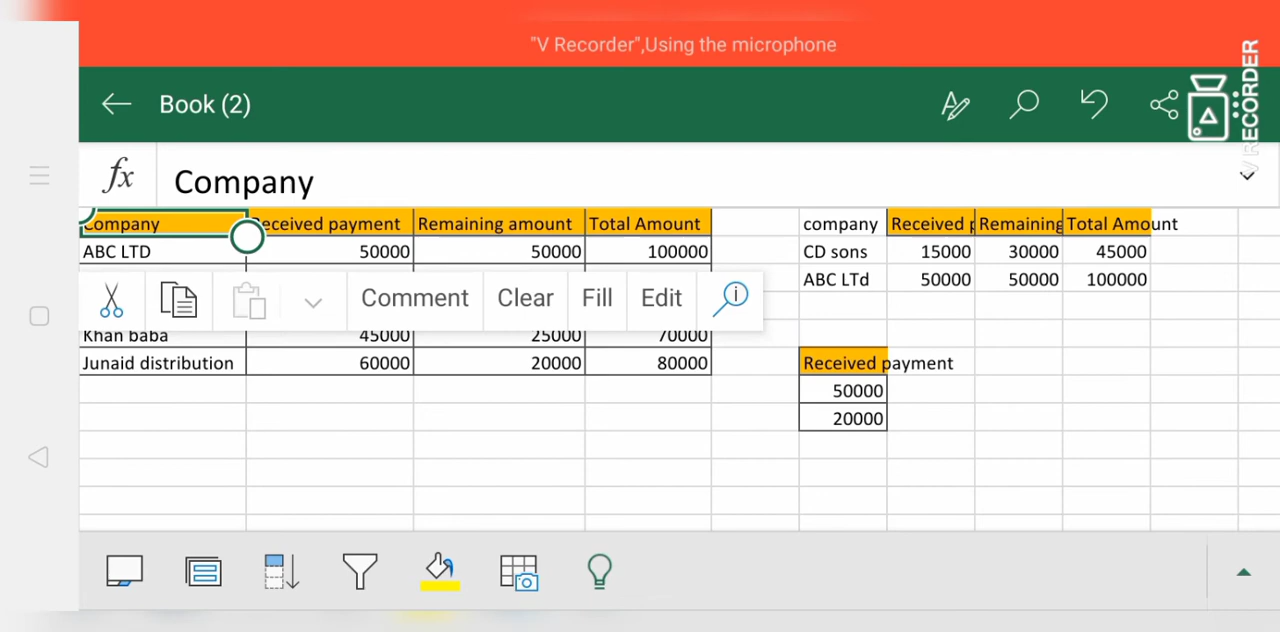 "V Recorder",Using the microphone
Book (2)
V RECORDER
fx Company
Company Received payment Remaining amount Total Amount company Received p Remaining Total Amount
ABC LTD 50000 50000 100000 CD sons 15000 30000 45000
ABC LTd 50000 50000 100000
Comment Clear Fill Edit
Khan baba 45000 25000 70000
Junaid distribution 60000 20000 80000 Received payment
50000
20000